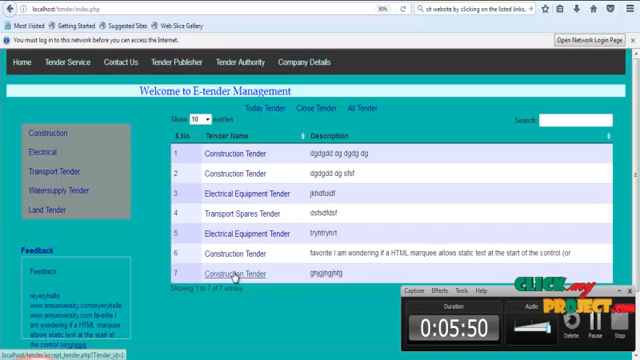 localhost/tender/index.php
90%
sit website by clicking on the listed links.
Most Visited Getting Started Suggested Sites Web Slice Gallery
You must log in to this network before you can access the Internet.
Open Network Login Page
Home Tender Service Contact Us Tender Publisher Tender Authority Company Details
Welcome to E-tender Management
Today Tender Close Tender All Tender
Show 10 entries
Search:
S.No Tender Name Description
1 Construction Tender dgdgdd dg dgdg dg
2 Construction Tender dgdgdd dg sfsf
3 Electrical Equipment Tender jkhdfuidf
4 Transport Spares Tender dsfsdfdsf
5 Electrical Equipment Tender tryhfryhrt
6 Construction Tender favorite I am wondering if a HTML marquee allows static text at the start of the control (or
7 Construction Tender ghjgjhgjhfg
Showing 1 to 7 of 7 entries
Construction
Electrical
Transport Tender
Watersupply Tender
Land Tender
Feedback
Feedback
reyeryhells
www.annauniversity.comeryeryhells
www.annauniversity.com favorite I am wondering if a HTML marquee allows static text at the start of the control (orghjgjg
localhost/tender/accept_tender.php?Tender_id=1
Capture Effects Tools Help
Duration Audio
0:05:50
Delete Pause Stop
CLICK my
PROJECT.COM